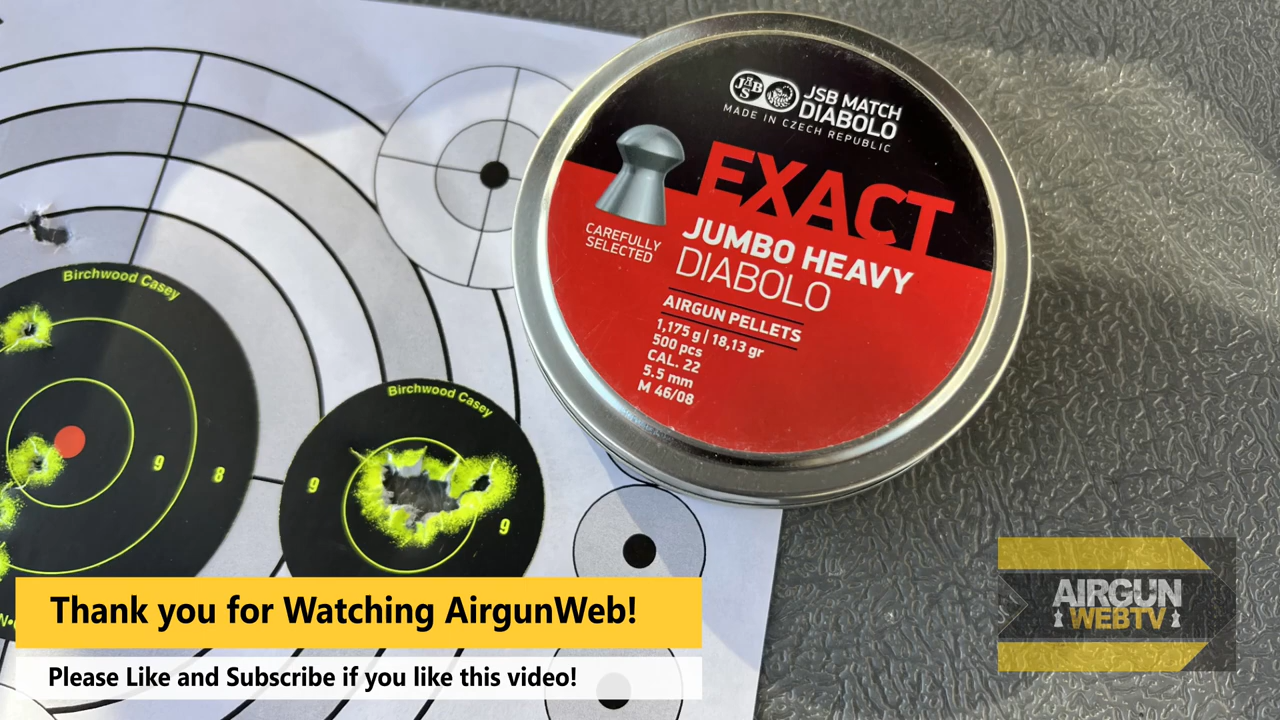 JSB
JSB MATCH
DIABOLO
MADE IN CZECH REPUBLIC
EXACT
JUMBO HEAVY
DIABOLO
CAREFULLY
SELECTED
AIRGUN PELLETS
1,175 g | 18,13 gr
500 pcs
CAL. 22
5.5 mm
M 46/08
Birchwood Casey
9
8
Birchwood Casey
9
9
Thank you for Watching AirgunWeb!
Please Like and Subscribe if you like this video!
AIRGUN
WEBTV